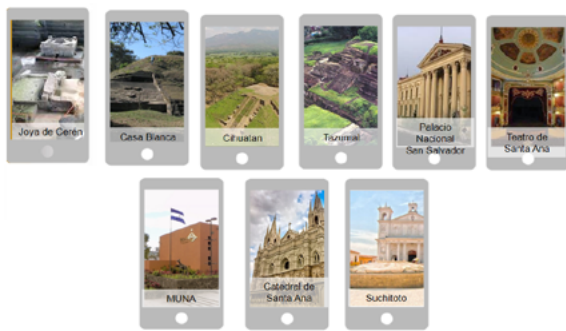 Joya de Cerén
Casa Blanca
Cihuatan
Tazumal
Palacio
Nacional
San Salvador
Teatro de
Santa Ana
MUNA
Catedral de
Santa Ana
Suchitoto